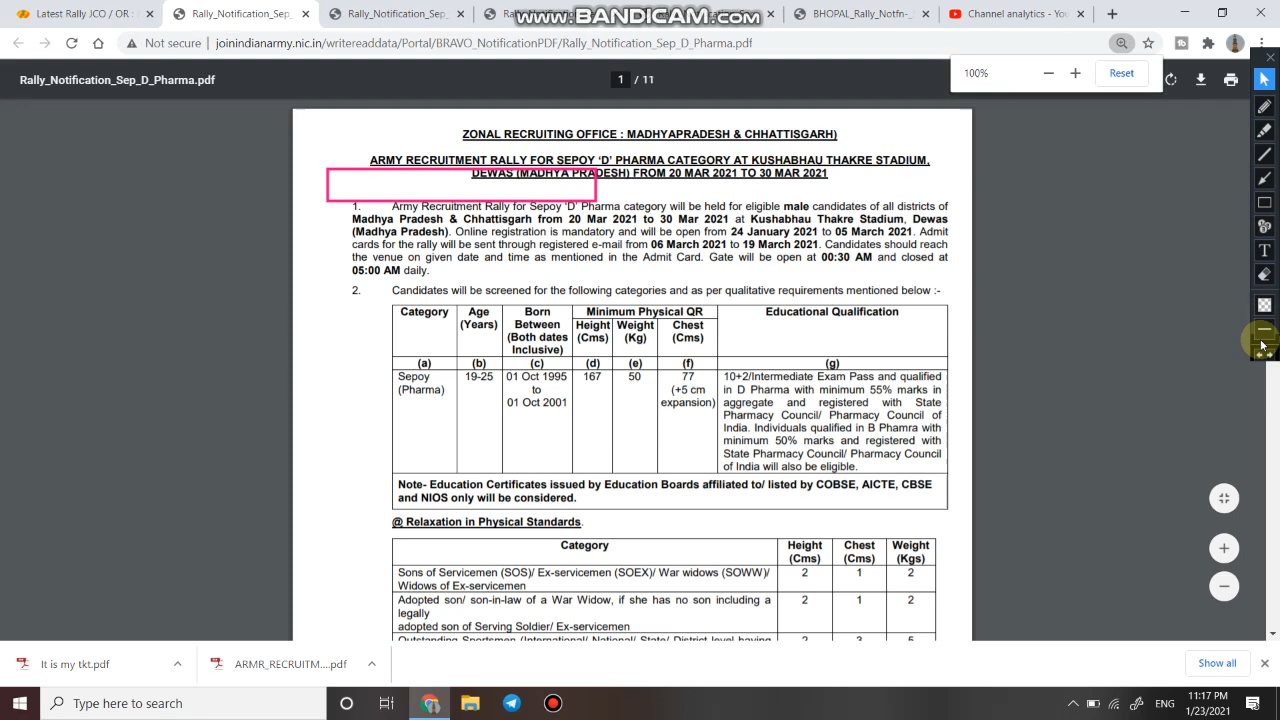 Latest Rally JCO / OR :
Rally-Notification_Sep_D_Pharma
Rally-Notification_Sep_D
BHOPAL_Rally_Notfn-
Channel analytics - You
www.BANDICAM.com
Not secure | joinindianarmy.nic.in/writereaddata/Portal/BRAVO_NotificationPDF/Rally_Notification_Sep_D_Pharma.pdf
Rally_Notification_Sep_D_Pharma.pdf
1 / 11
100%
Reset
ZONAL RECRUITING OFFICE : MADHYAPRADESH & CHHATTISGARH)
ARMY RECRUITMENT RALLY FOR SEPOY ‘D’ PHARMA CATEGORY AT KUSHABHAU THAKRE STADIUM,
DEWAS (MADHYA PRADESH) FROM 20 MAR 2021 TO 30 MAR 2021
1. Army Recruitment Rally for Sepoy ‘D’ Pharma category will be held for eligible male candidates of all districts of
Madhya Pradesh & Chhattisgarh from 20 Mar 2021 to 30 Mar 2021 at Kushabhau Thakre Stadium, Dewas
(Madhya Pradesh). Online registration is mandatory and will be open from 24 January 2021 to 05 March 2021. Admit
cards for the rally will be sent through registered e-mail from 06 March 2021 to 19 March 2021. Candidates should reach
the venue on given date and time as mentioned in the Admit Card. Gate will be open at 00:30 AM and closed at
05:00 AM daily.
2. Candidates will be screened for the following categories and as per qualitative requirements mentioned below :-
Category Age (Years) Born Between (Both dates Inclusive) Minimum Physical QR Educational Qualification
Height (Cms) Weight (Kg) Chest (Cms)
(a) (b) (c) (d) (e) (f) (g)
Sepoy (Pharma) 19-25 01 Oct 1995 to 01 Oct 2001 167 50 77 (+5 cm expansion)
10+2/Intermediate Exam Pass and qualified
in D Pharma with minimum 55% marks in
aggregate and registered with State
Pharmacy Council/ Pharmacy Council of
India. Individuals qualified in B Phamra with
minimum 50% marks and registered with
State Pharmacy Council/ Pharmacy Council
of India will also be eligible.
Note- Education Certificates issued by Education Boards affiliated to/ listed by COBSE, AICTE, CBSE
and NIOS only will be considered.
@ Relaxation in Physical Standards.
Category Height (Cms) Chest (Cms) Weight (Kgs)
Sons of Servicemen (SOS)/ Ex-servicemen (SOEX)/ War widows (SOWW)/ 2 1 2
Widows of Ex-servicemen
Adopted son/ son-in-law of a War Widow, if she has no son including a 2 1 2
legally
adopted son of Serving Soldier/ Ex-servicemen
Outstanding Sportsmen (International/ National/ State/ District level having 2 3 5
It is my tkt.pdf
ARMR_RECRUITM....pdf
Show all
Type here to search
ENG
11:17 PM
1/23/2021